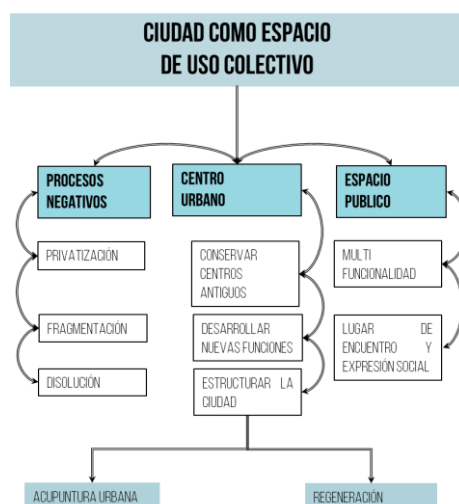 CIUDAD COMO ESPACIO
DE USO COLECTIVO
PROCESOS
NEGATIVOS
CENTRO
URBANO
ESPACIO
PUBLICO
PRIVATIZACIÓN
FRAGMENTACIÓN
DISOLUCIÓN
CONSERVAR
CENTROS
ANTIGUOS
DESARROLLAR
NUEVAS FUNCIONES
ESTRUCTURAR LA
CIUDAD
MULTI
FUNCIONALIDAD
LUGAR DE
ENCUENTRO Y
EXPRESIÓN SOCIAL
ACUPUNTURA URBANA
REGENERACIÓN